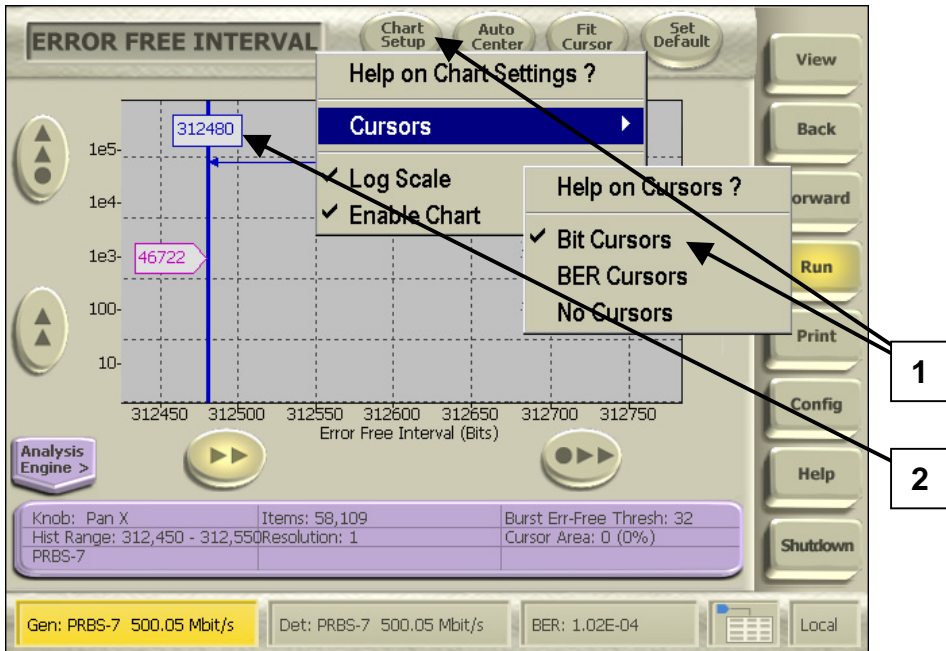 ERROR FREE INTERVAL
Chart Setup
Auto Center
Fit Cursor
Set Default
View
Back
orward
Run
Print
Config
Help
Shutdown
Help on Chart Settings ?
Cursors
Log Scale
Enable Chart
Help on Cursors ?
Bit Cursors
BER Cursors
No Cursors
312480
46722
1e5-
1e4-
1e3-
100-
10-
312450 312500 312550 312600 312650 312700 312750
Error Free Interval (Bits)
1
2
Analysis Engine >
Knob: Pan X Items: 58,109 Burst Err-Free Thresh: 32
Hist Range: 312,450 - 312,550 Resolution: 1 Cursor Area: 0 (0%)
PRBS-7
Gen: PRBS-7 500.05 Mbit/s
Det: PRBS-7 500.05 Mbit/s
BER: 1.02E-04
Local